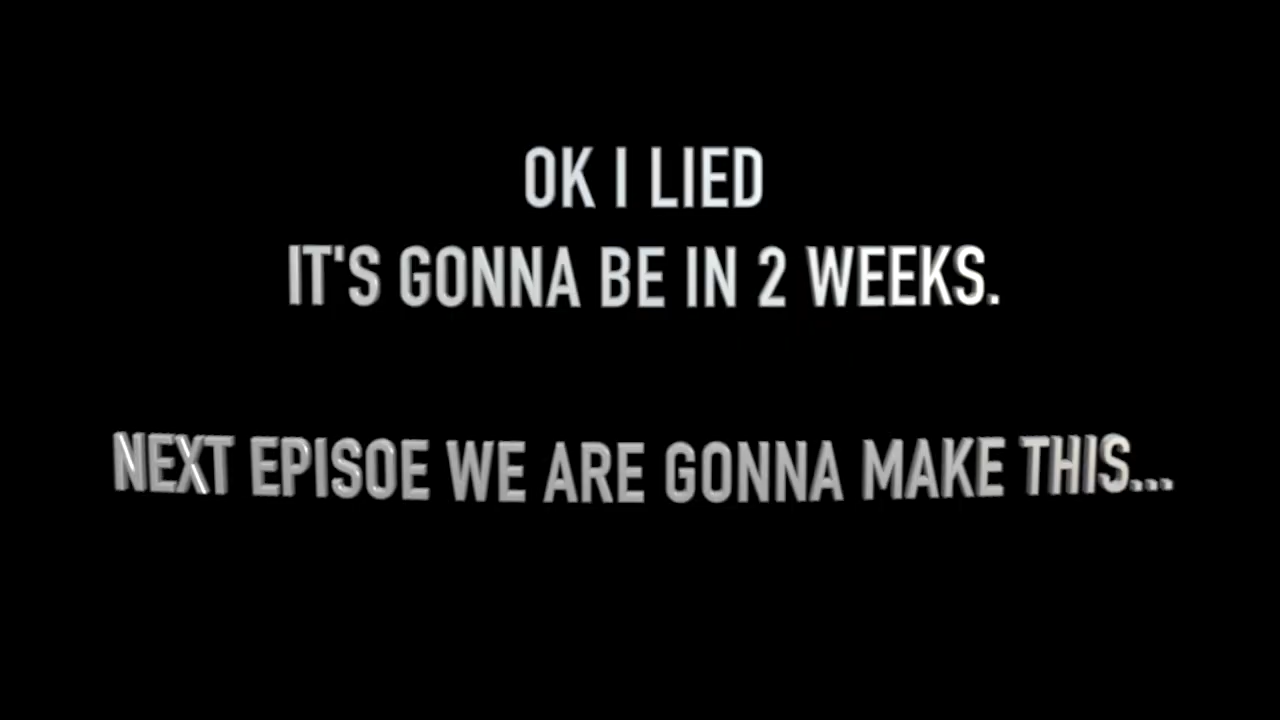 OK I LIED
IT'S GONNA BE IN 2 WEEKS.
NEXT EPISOE WE ARE GONNA MAKE THIS...